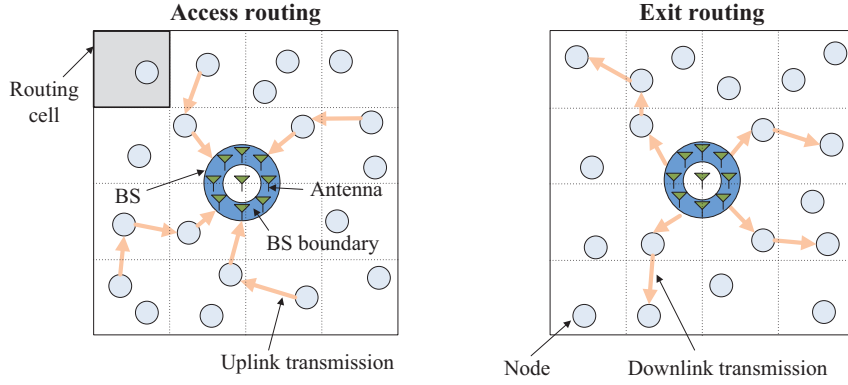 Access routing
Exit routing
Routing
cell
BS
Antenna
BS boundary
Uplink transmission
Node
Downlink transmission